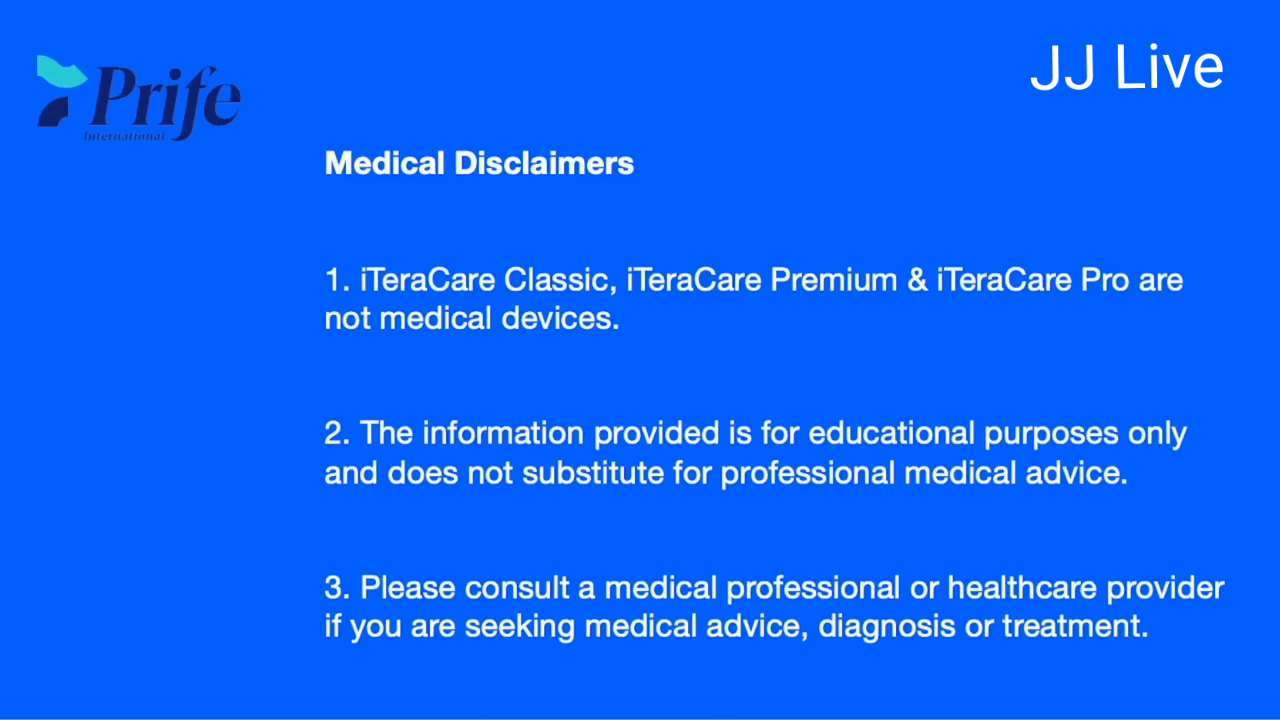 Prife
International
JJ Live
Medical Disclaimers
1. iTeraCare Classic, iTeraCare Premium & iTeraCare Pro are
not medical devices.
2. The information provided is for educational purposes only
and does not substitute for professional medical advice.
3. Please consult a medical professional or healthcare provider
if you are seeking medical advice, diagnosis or treatment.